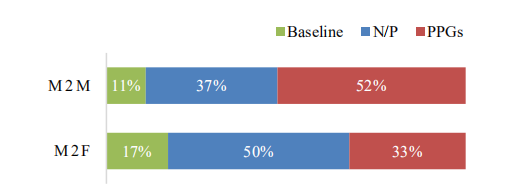 Baseline N/P PPGs
M2M 11% 37% 52%
M2F 17% 50% 33%